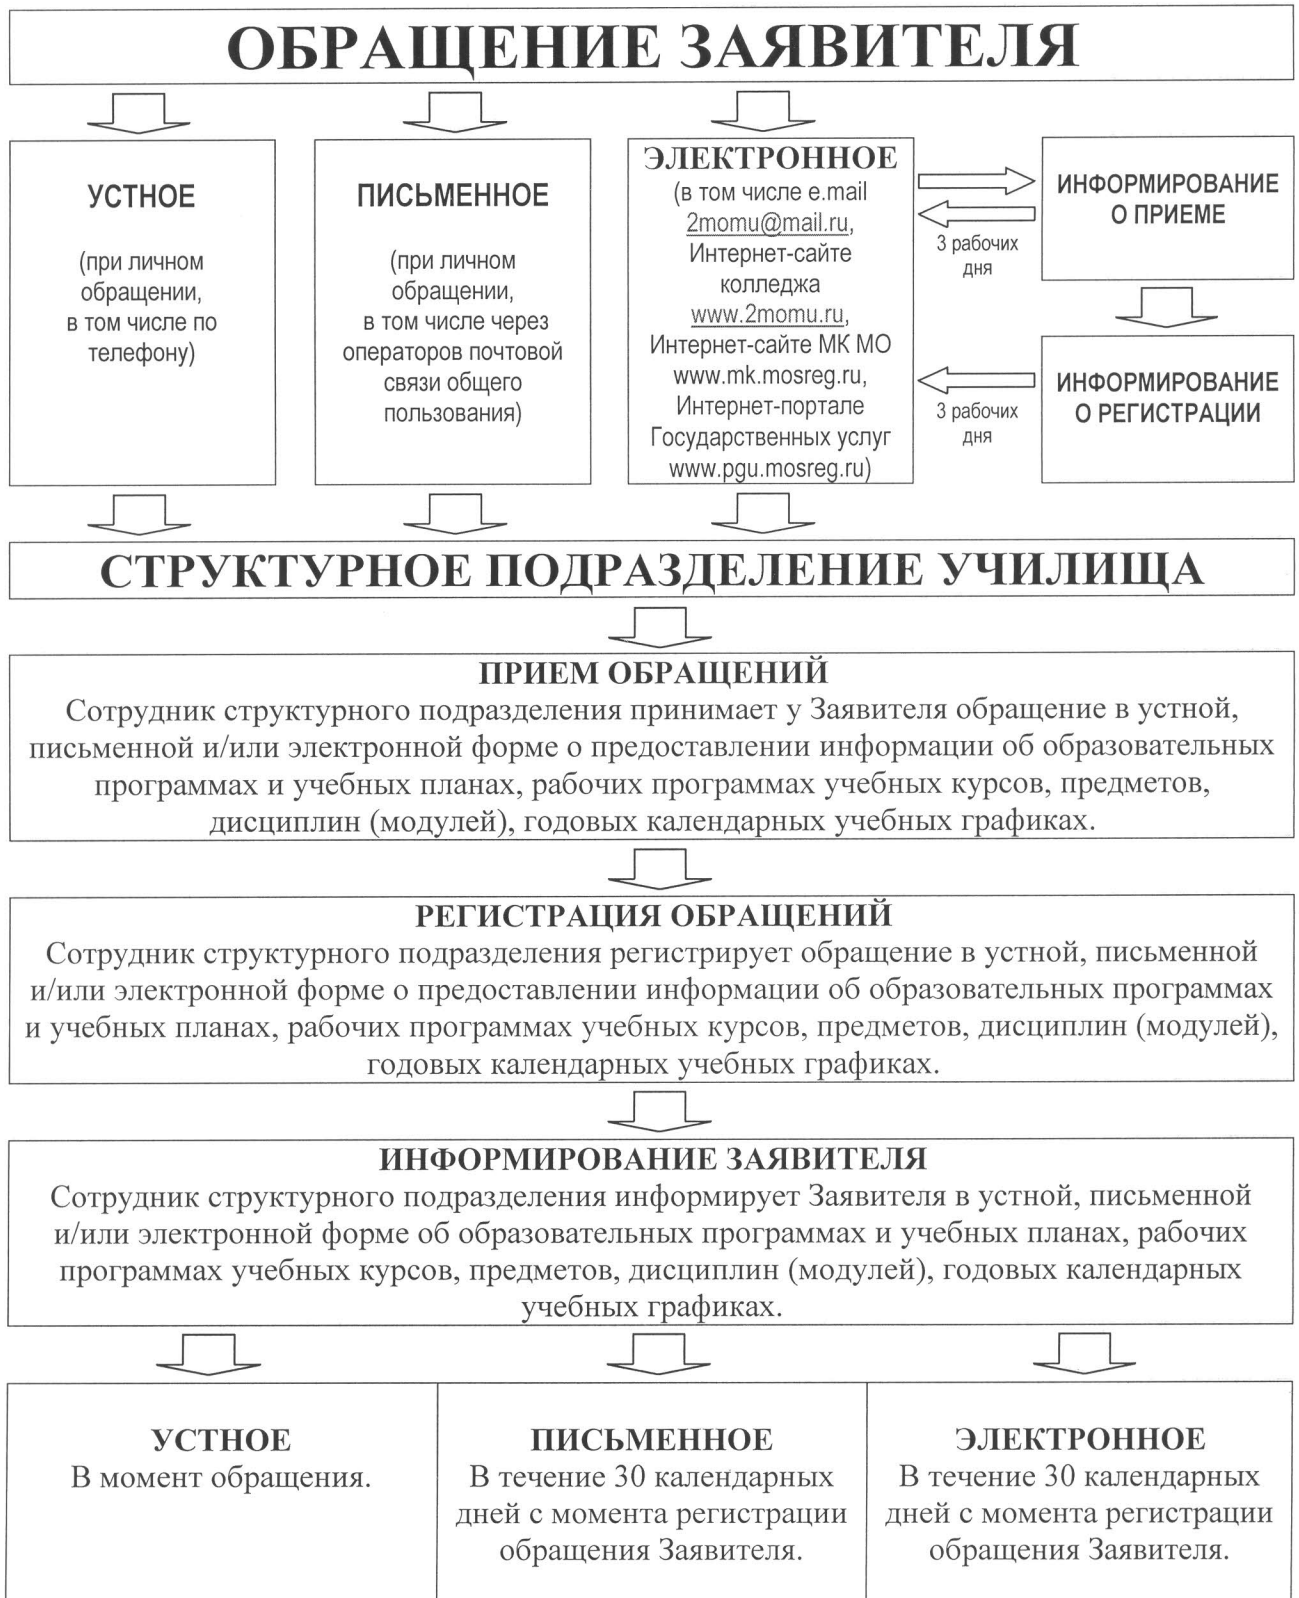 ОБРАЩЕНИЕ ЗАЯВИТЕЛЯ
УСТНОЕ
(при личном
обращении,
в том числе по
телефону)
ПИСЬМЕННОЕ
(при личном
обращении,
в том числе через
операторов почтовой
связи общего
пользования)
ЭЛЕКТРОННОЕ
(в том числе e.mail
2momu@mail.ru,
Интернет-сайте
колледжа
www.2momu.ru,
Интернет-сайте МК МО
www.mk.mosreg.ru,
Интернет-портале
Государственных услуг
www.pgu.mosreg.ru)
3 рабочих
дня
ИНФОРМИРОВАНИЕ
О ПРИЕМЕ
3 рабочих
дня
ИНФОРМИРОВАНИЕ
О РЕГИСТРАЦИИ
СТРУКТУРНОЕ ПОДРАЗДЕЛЕНИЕ УЧИЛИЩА
ПРИЕМ ОБРАЩЕНИЙ
Сотрудник структурного подразделения принимает у Заявителя обращение в устной,
письменной и/или электронной форме о предоставлении информации об образовательных
программах и учебных планах, рабочих программах учебных курсов, предметов,
дисциплин (модулей), годовых календарных учебных графиках.
РЕГИСТРАЦИЯ ОБРАЩЕНИЙ
Сотрудник структурного подразделения регистрирует обращение в устной, письменной
и/или электронной форме о предоставлении информации об образовательных программах
и учебных планах, рабочих программах учебных курсов, предметов, дисциплин (модулей),
годовых календарных учебных графиках.
ИНФОРМИРОВАНИЕ ЗАЯВИТЕЛЯ
Сотрудник структурного подразделения информирует Заявителя в устной, письменной
и/или электронной форме об образовательных программах и учебных планах, рабочих
программах учебных курсов, предметов, дисциплин (модулей), годовых календарных
учебных графиках.
УСТНОЕ
В момент обращения.
ПИСЬМЕННОЕ
В течение 30 календарных
дней с момента регистрации
обращения Заявителя.
ЭЛЕКТРОННОЕ
В течение 30 календарных
дней с момента регистрации
обращения Заявителя.